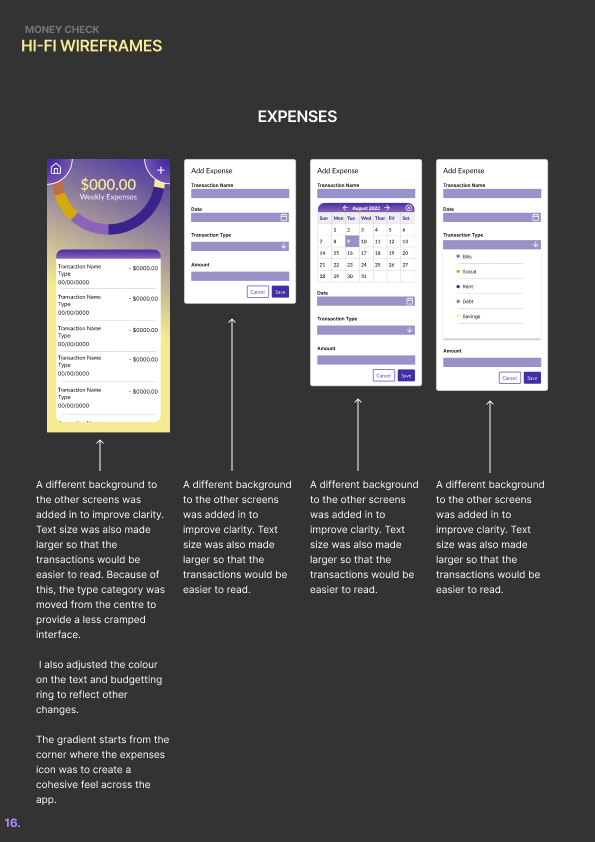 MONEY CHECK
HI-FI WIREFRAMES
EXPENSES
$000.00
Weekly Expenses
Transaction Name
- $0000.00
Type
00/00/0000
Transaction Name
- $0000.00
Type
00/00/0000
Transaction Name
- $0000.00
Type
00/00/0000
Transaction Name
- $0000.00
Type
00/00/0000
Transaction Name
- $0000.00
Type
00/00/0000
Add Expense
Transaction Name
Date
Transaction Type
Amount
Cancel Save
Add Expense
Transaction Name
August 2022
Sun Mon Tue Wed Thur Fri Sat
1 2 3 4 5 6
7 8 9 10 11 12 13
14 15 16 17 18 19 20
21 22 23 24 25 26 27
28 29 30 31
Date
Transaction Type
Amount
Cancel Save
Add Expense
Transaction Name
Date
Transaction Type
Bills
Social
Rent
Debt
Savings
Amount
Cancel Save
A different background to
the other screens was
added in to improve clarity.
Text size was also made
larger so that the
transactions would be
easier to read. Because of
this, the type category was
moved from the centre to
provide a less cramped
interface.
I also adjusted the colour
on the text and budgetting
ring to reflect other
changes.
The gradient starts from the
corner where the expenses
icon was to create a
cohesive feel across the
app.
A different background
to the other screens
was added in to
improve clarity. Text
size was also made
larger so that the
transactions would be
easier to read.
A different background
to the other screens
was added in to
improve clarity. Text
size was also made
larger so that the
transactions would be
easier to read.
A different background
to the other screens
was added in to
improve clarity. Text
size was also made
larger so that the
transactions would be
easier to read.
16.